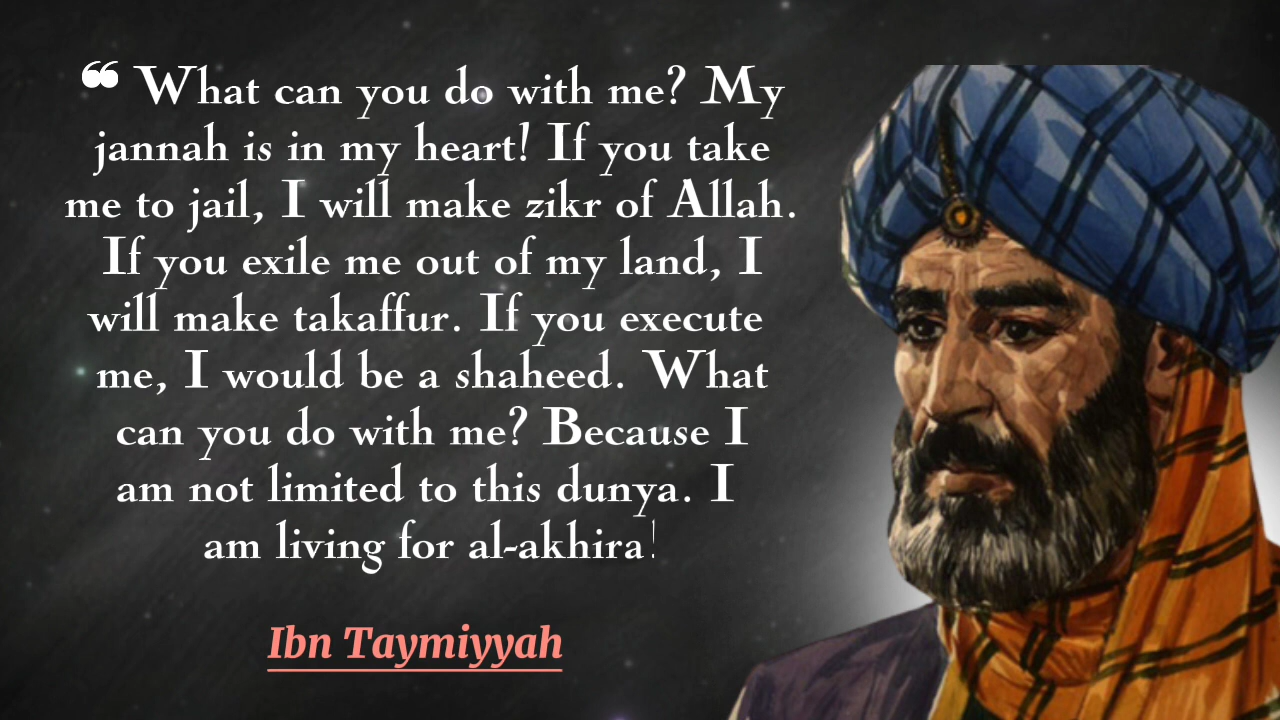 ❝ What can you do with me? My
jannah is in my heart! If you take
me to jail, I will make zikr of Allah.
If you exile me out of my land, I
will make takaffur. If you execute
me, I would be a shaheed. What
can you do with me? Because I
am not limited to this dunya. I
am living for al-akhira!
Ibn Taymiyyah